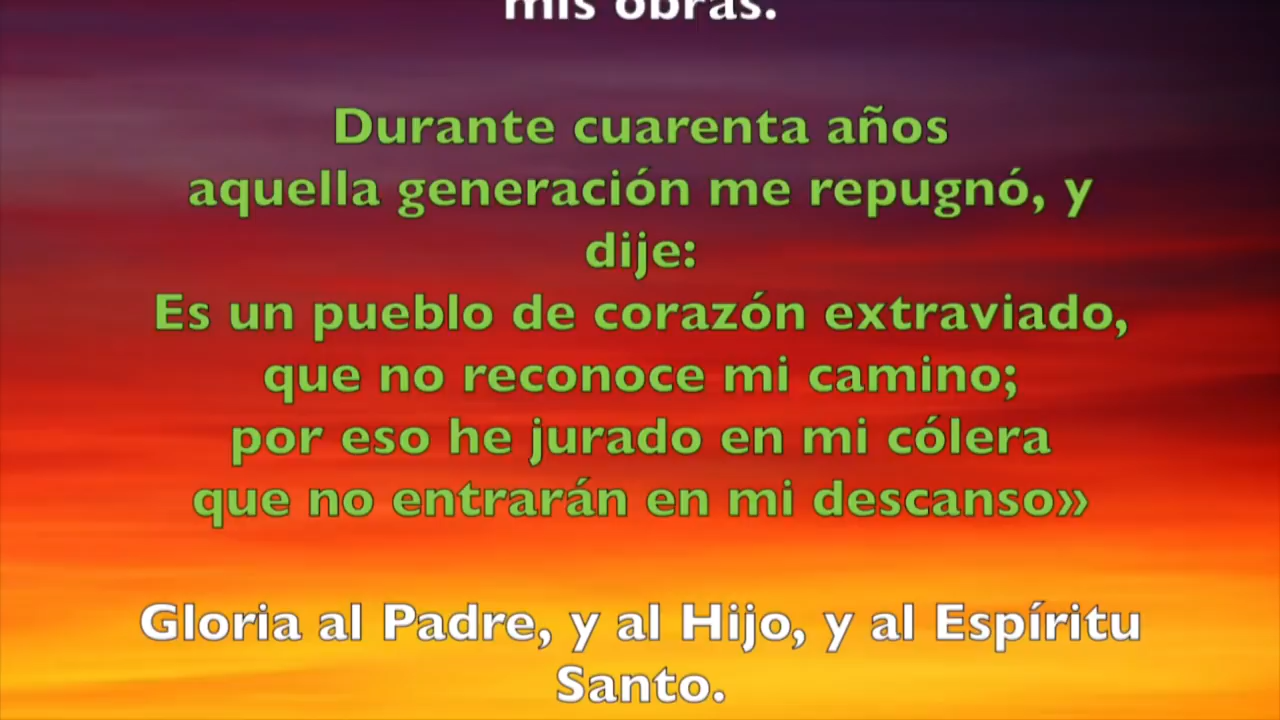 mis obras.
Durante cuarenta años
aquella generación me repugnó, y
dije:
Es un pueblo de corazón extraviado,
que no reconoce mi camino;
por eso he jurado en mi cólera
que no entrarán en mi descanso»
Gloria al Padre, y al Hijo, y al Espíritu
Santo.